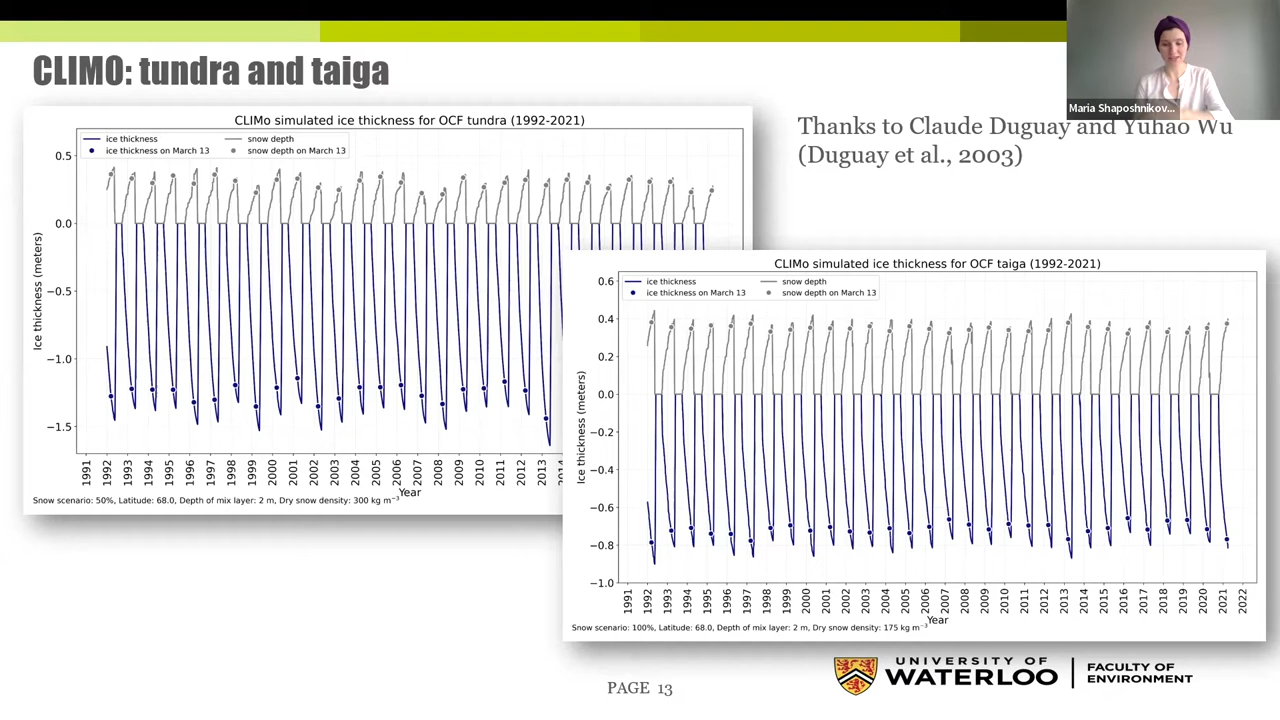 CLIMO: tundra and taiga
Maria Shaposhnikov...
Thanks to Claude Duguay and Yuhao Wu
(Duguay et al., 2003)
CLIMo simulated ice thickness for OCF tundra (1992-2021)
ice thickness
snow depth
ice thickness on March 13
snow depth on March 13
0.5
0.0
−0.5
−1.0
−1.5
Ice thickness (meters)
1991 1992 1993 1994 1995 1996 1997 1998 1999 2000 2001 2002 2003 2004 2005 2006 2007 2008 2009 2010 2011 2012 2013
Year
Snow scenario: 50%, Latitude: 68.0, Depth of mix layer: 2 m, Dry snow density: 300 kg m⁻³
CLIMo simulated ice thickness for OCF taiga (1992-2021)
ice thickness
snow depth
ice thickness on March 13
snow depth on March 13
0.6
0.4
0.2
0.0
−0.2
−0.4
−0.6
−0.8
−1.0
Ice thickness (meters)
1991 1992 1993 1994 1995 1996 1997 1998 1999 2000 2001 2002 2003 2004 2005 2006 2007 2008 2009 2010 2011 2012 2013 2014 2015 2016 2017 2018 2019 2020 2021 2022
Year
Snow scenario: 100%, Latitude: 68.0, Depth of mix layer: 2 m, Dry snow density: 175 kg m⁻³
PAGE 13
UNIVERSITY OF
WATERLOO
FACULTY OF
ENVIRONMENT